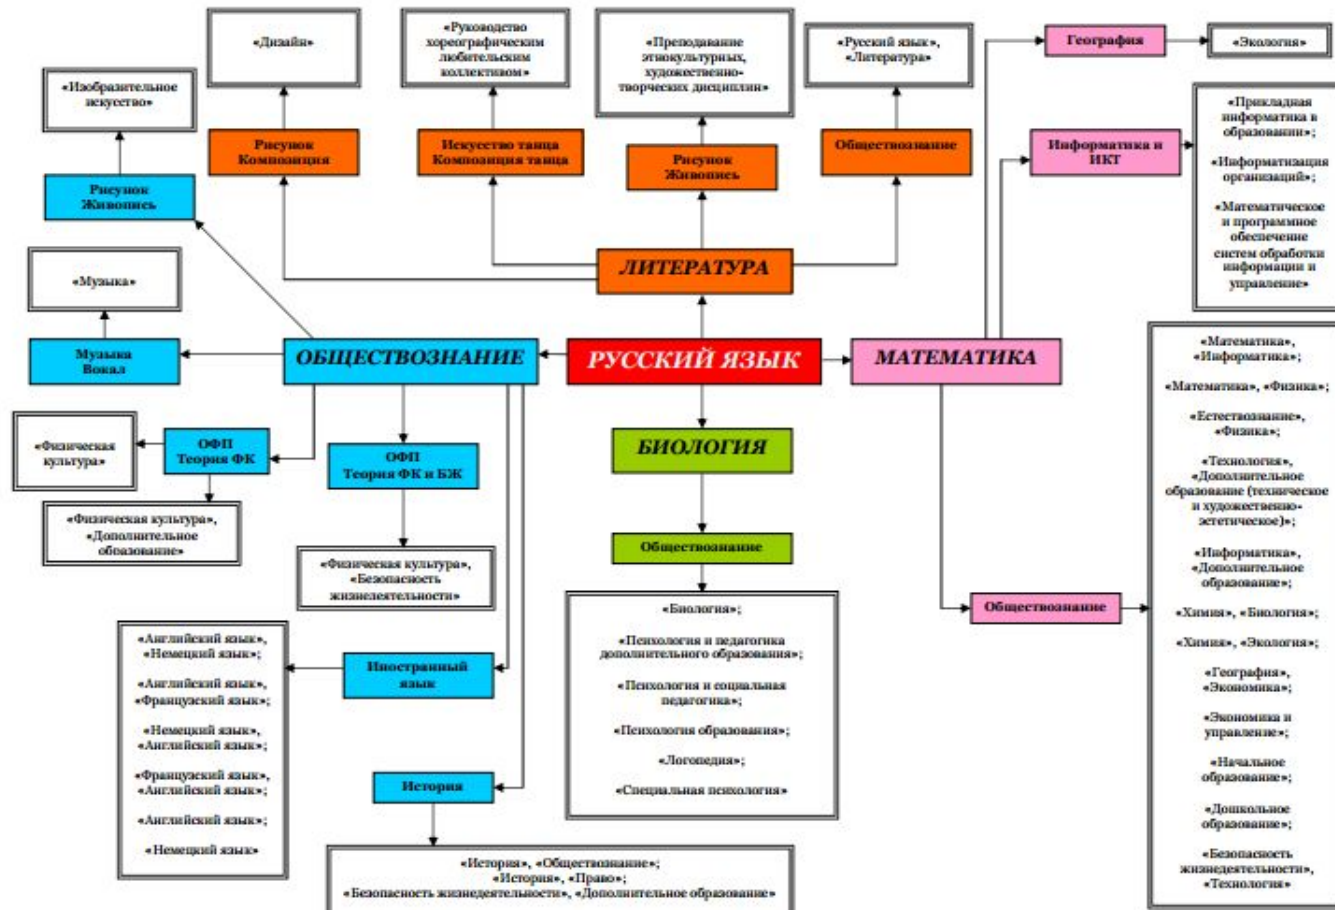 «Дизайн»
«Руководство
хореографическим
любительским
коллективом»
«Преподавание
этнокультурных,
художественно-
творческих дисциплин»
«Русский язык»,
«Литература»
География
«Экология»
«Изобразительное
искусство»
Рисунок
Композиция
Искусство танца
Композиция танца
Рисунок
Живопись
Обществознание
Информатика и
ИКТ
«Прикладная
информатика в
образовании»;
«Информатизация
организаций»;
«Математическое
и программное
обеспечение
систем обработки
информации и
управление»
Рисунок
Живопись
«Музыка»
ЛИТЕРАТУРА
Музыка
Вокал
ОБЩЕСТВОЗНАНИЕ
РУССКИЙ ЯЗЫК
МАТЕМАТИКА
«Физическая
культура»
ОФП
Теория ФК
ОФП
Теория ФК и БЖ
БИОЛОГИЯ
«Физическая культура»,
«Дополнительное
образование»
«Физическая культура»,
«Безопасность
жизнедеятельности»
Обществознание
«Биология»;
«Психология и педагогика
дополнительного образования»;
«Психология и социальная
педагогика»;
«Психология образования»;
«Логопедия»;
«Специальная психология»
Обществознание
«Математика»,
«Информатика»;
«Математика», «Физика»;
«Естествознание»,
«Физика»;
«Технология»,
«Дополнительное
образование (техническое
и художественно-
эстетическое)»;
«Информатика»,
«Дополнительное
образование»;
«Химия», «Биология»;
«Химия», «Экология»;
«География»,
«Экономика»;
«Экономика и
управление»;
«Начальное
образование»;
«Дошкольное
образование»;
«Безопасность
жизнедеятельности»,
«Технология»
Иностранный
язык
«Английский язык»,
«Немецкий язык»;
«Английский язык»,
«Французский язык»;
«Немецкий язык»,
«Английский язык»;
«Французский язык»,
«Английский язык»;
«Английский язык»;
«Немецкий язык»
История
«История», «Обществознание»;
«История», «Право»;
«Безопасность жизнедеятельности», «Дополнительное образование»